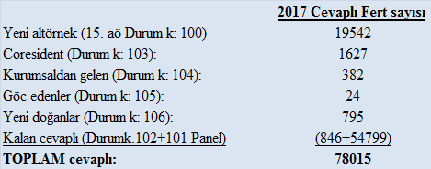 2017 Cevaplı Fert sayısı
Yeni altörnek (15. aö Durum k: 100) 19542
Coresident (Durum k: 103): 1627
Kurumsaldan gelen (Durum k: 104): 382
Göc edenler (Durum k: 105): 24
Yeni doğanlar (Durum k: 106): 795
Kalan cevaplı (Durumk.102+101 Panel) (846+54799)
TOPLAM cevaplı: 78015